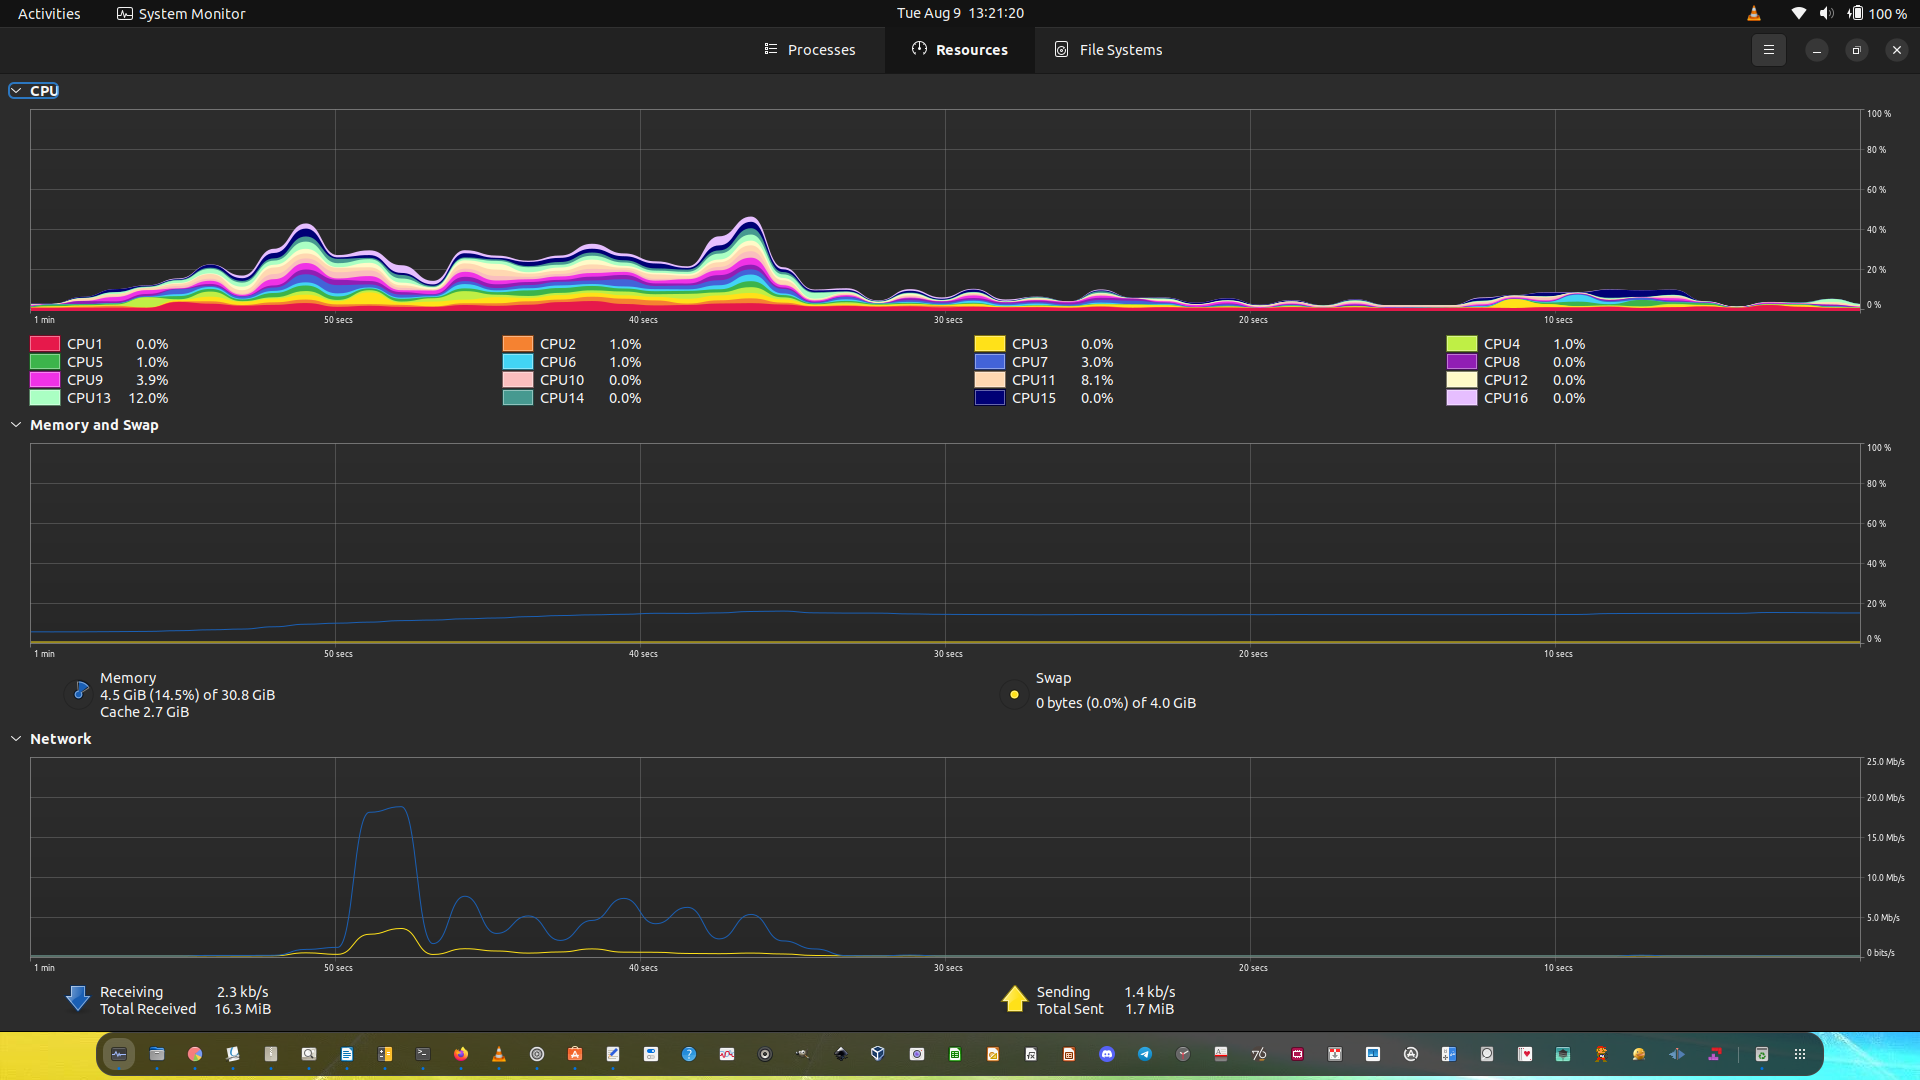 Activities System Monitor Tue Aug 9 13:21:20 100 %
Processes Resources File Systems
CPU
100 %
80 %
60 %
40 %
20 %
0 %
1 min 50 secs 40 secs 30 secs 20 secs 10 secs
CPU1 0.0% CPU2 1.0% CPU3 0.0% CPU4 1.0%
CPU5 1.0% CPU6 1.0% CPU7 3.0% CPU8 0.0%
CPU9 3.9% CPU10 0.0% CPU11 8.1% CPU12 0.0%
CPU13 12.0% CPU14 0.0% CPU15 0.0% CPU16 0.0%
Memory and Swap
100 %
80 %
60 %
40 %
20 %
0 %
1 min 50 secs 40 secs 30 secs 20 secs 10 secs
Memory
4.5 GiB (14.5%) of 30.8 GiB
Cache 2.7 GiB
Swap
0 bytes (0.0%) of 4.0 GiB
Network
25.0 Mb/s
20.0 Mb/s
15.0 Mb/s
10.0 Mb/s
5.0 Mb/s
0 bits/s
1 min 50 secs 40 secs 30 secs 20 secs 10 secs
Receiving 2.3 kb/s
Total Received 16.3 MiB
Sending 1.4 kb/s
Total Sent 1.7 MiB